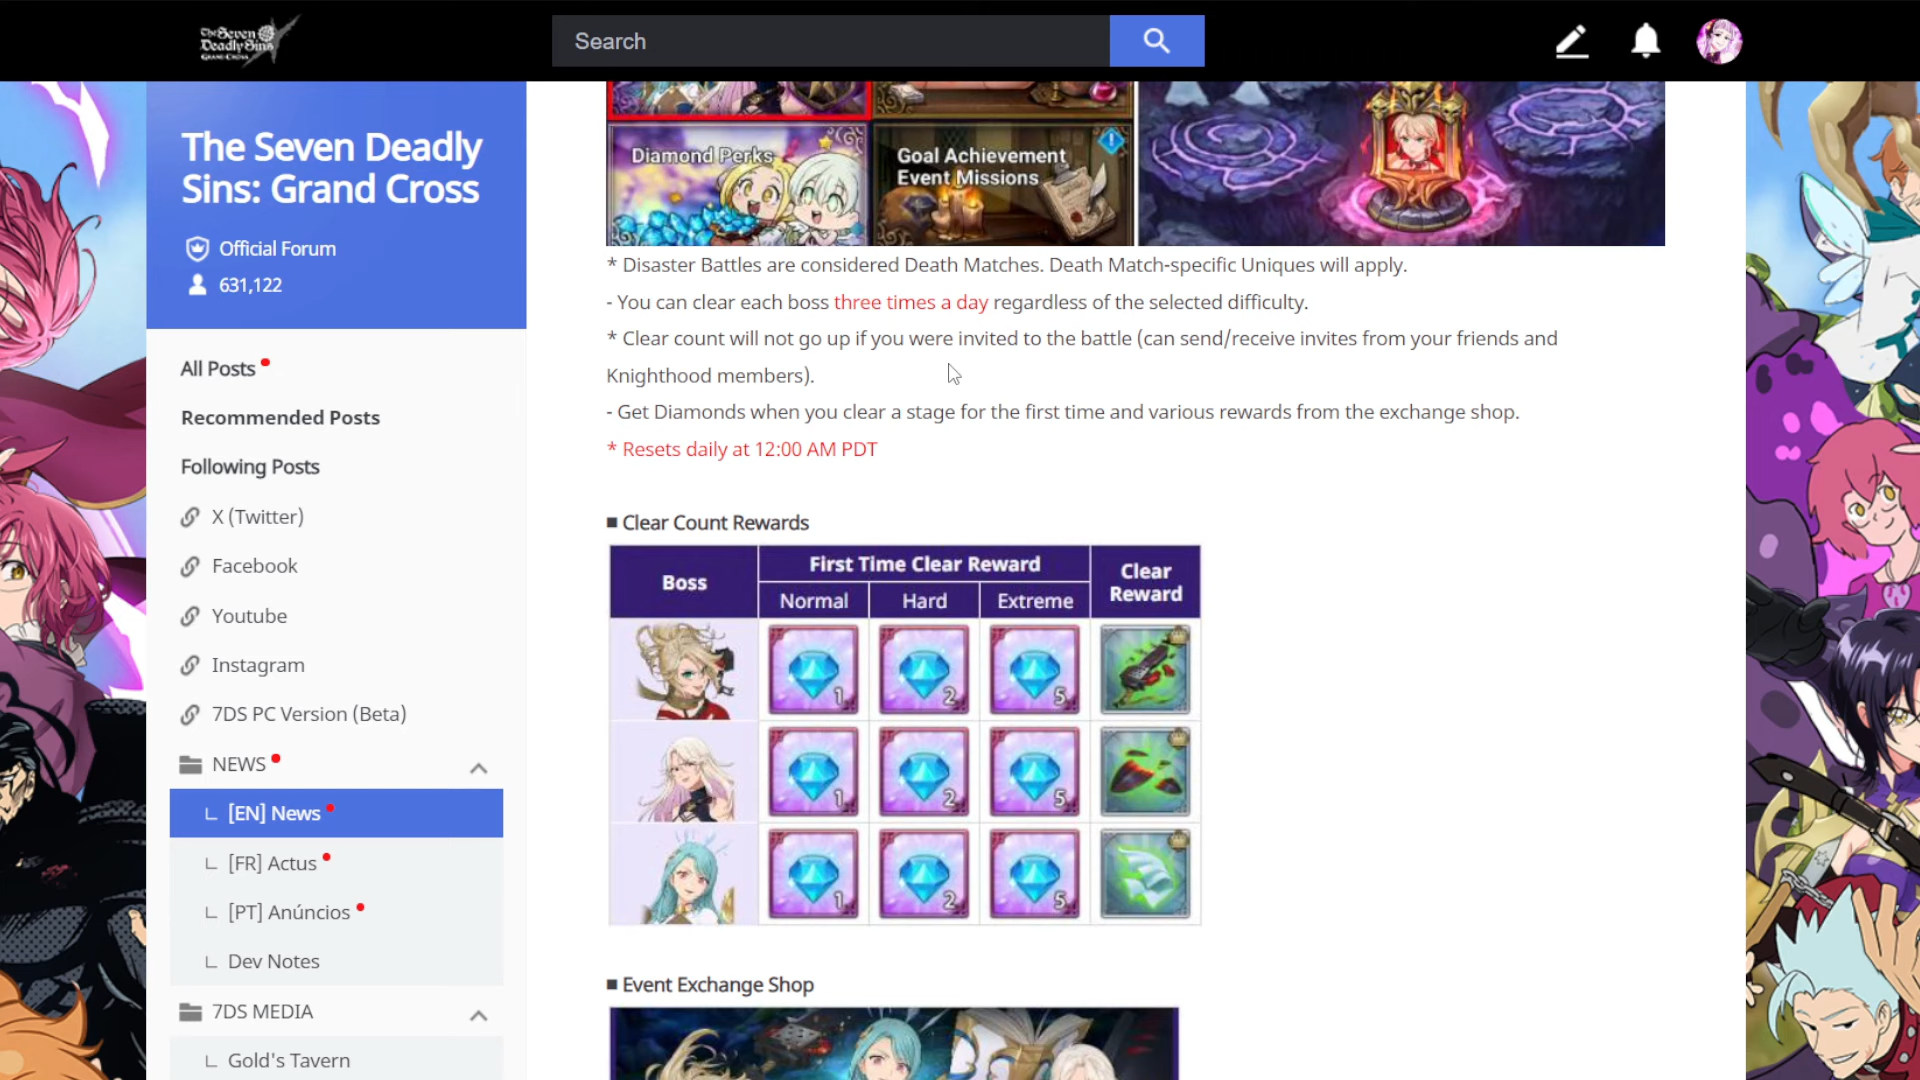 The Seven
Deadly Sins
GRAND CROSS
Search
The Seven Deadly
Sins: Grand Cross
Official Forum
631,122
All Posts
Recommended Posts
Following Posts
X (Twitter)
Facebook
Youtube
Instagram
7DS PC Version (Beta)
NEWS
[EN] News
[FR] Actus
[PT] Anúncios
Dev Notes
7DS MEDIA
Gold's Tavern
Diamond Perks
Goal Achievement
Event Missions
* Disaster Battles are considered Death Matches. Death Match-specific Uniques will apply.
- You can clear each boss three times a day regardless of the selected difficulty.
* Clear count will not go up if you were invited to the battle (can send/receive invites from your friends and
Knighthood members).
- Get Diamonds when you clear a stage for the first time and various rewards from the exchange shop.
* Resets daily at 12:00 AM PDT
■ Clear Count Rewards
Boss First Time Clear Reward Clear
Reward
Normal Hard Extreme
1 2 5
1 2 5
1 2 5
■ Event Exchange Shop